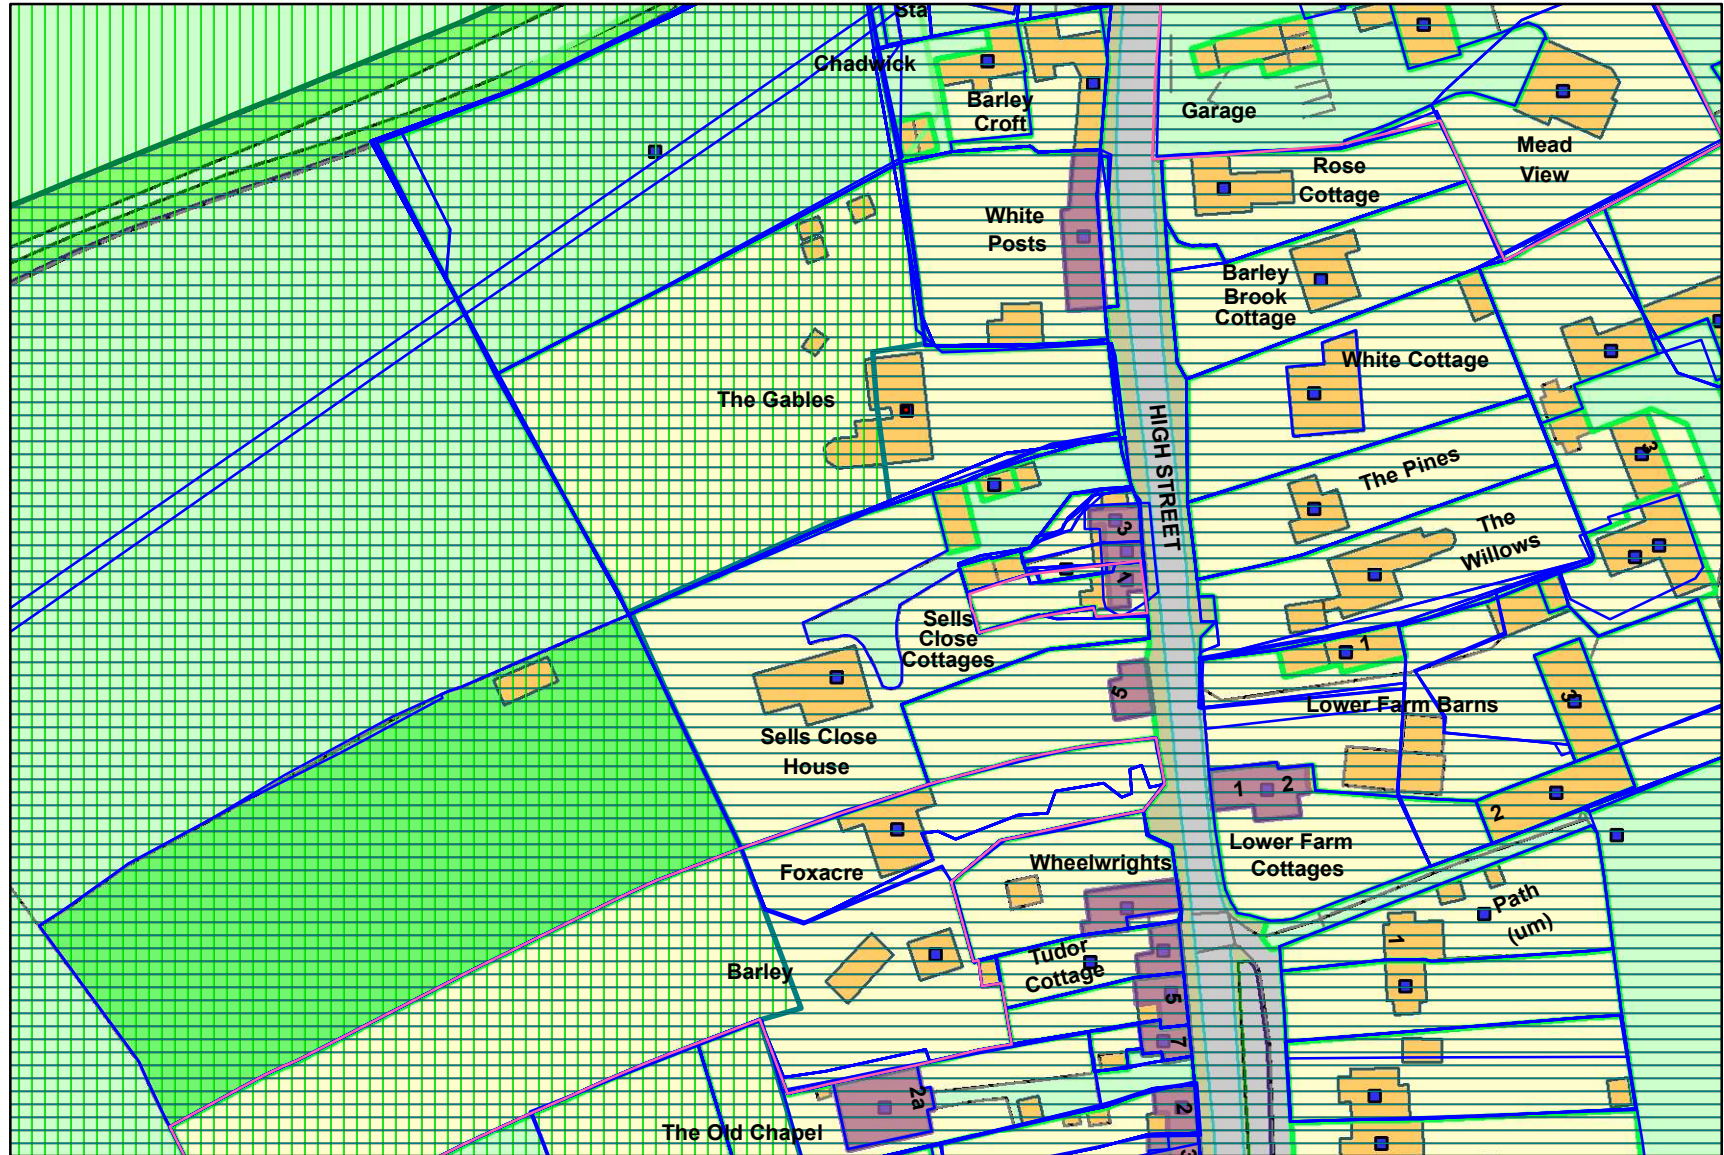 Sta
Chadwick
Barley
Croft
Garage
Mead
View
Rose
Cottage
White
Posts
Barley
Brook
Cottage
White Cottage
The Gables
HIGH STREET
The Pines
3
The
Willows
3
1
Sells
Close
Cottages
1
5
Lower Farm Barns
3
Sells Close
House
1 2
2
Lower Farm
Cottages
Wheelwrights
Foxacre
Path
(um)
1
Tudor
Cottage
Barley
5
7
2a
2
The Old Chapel
3